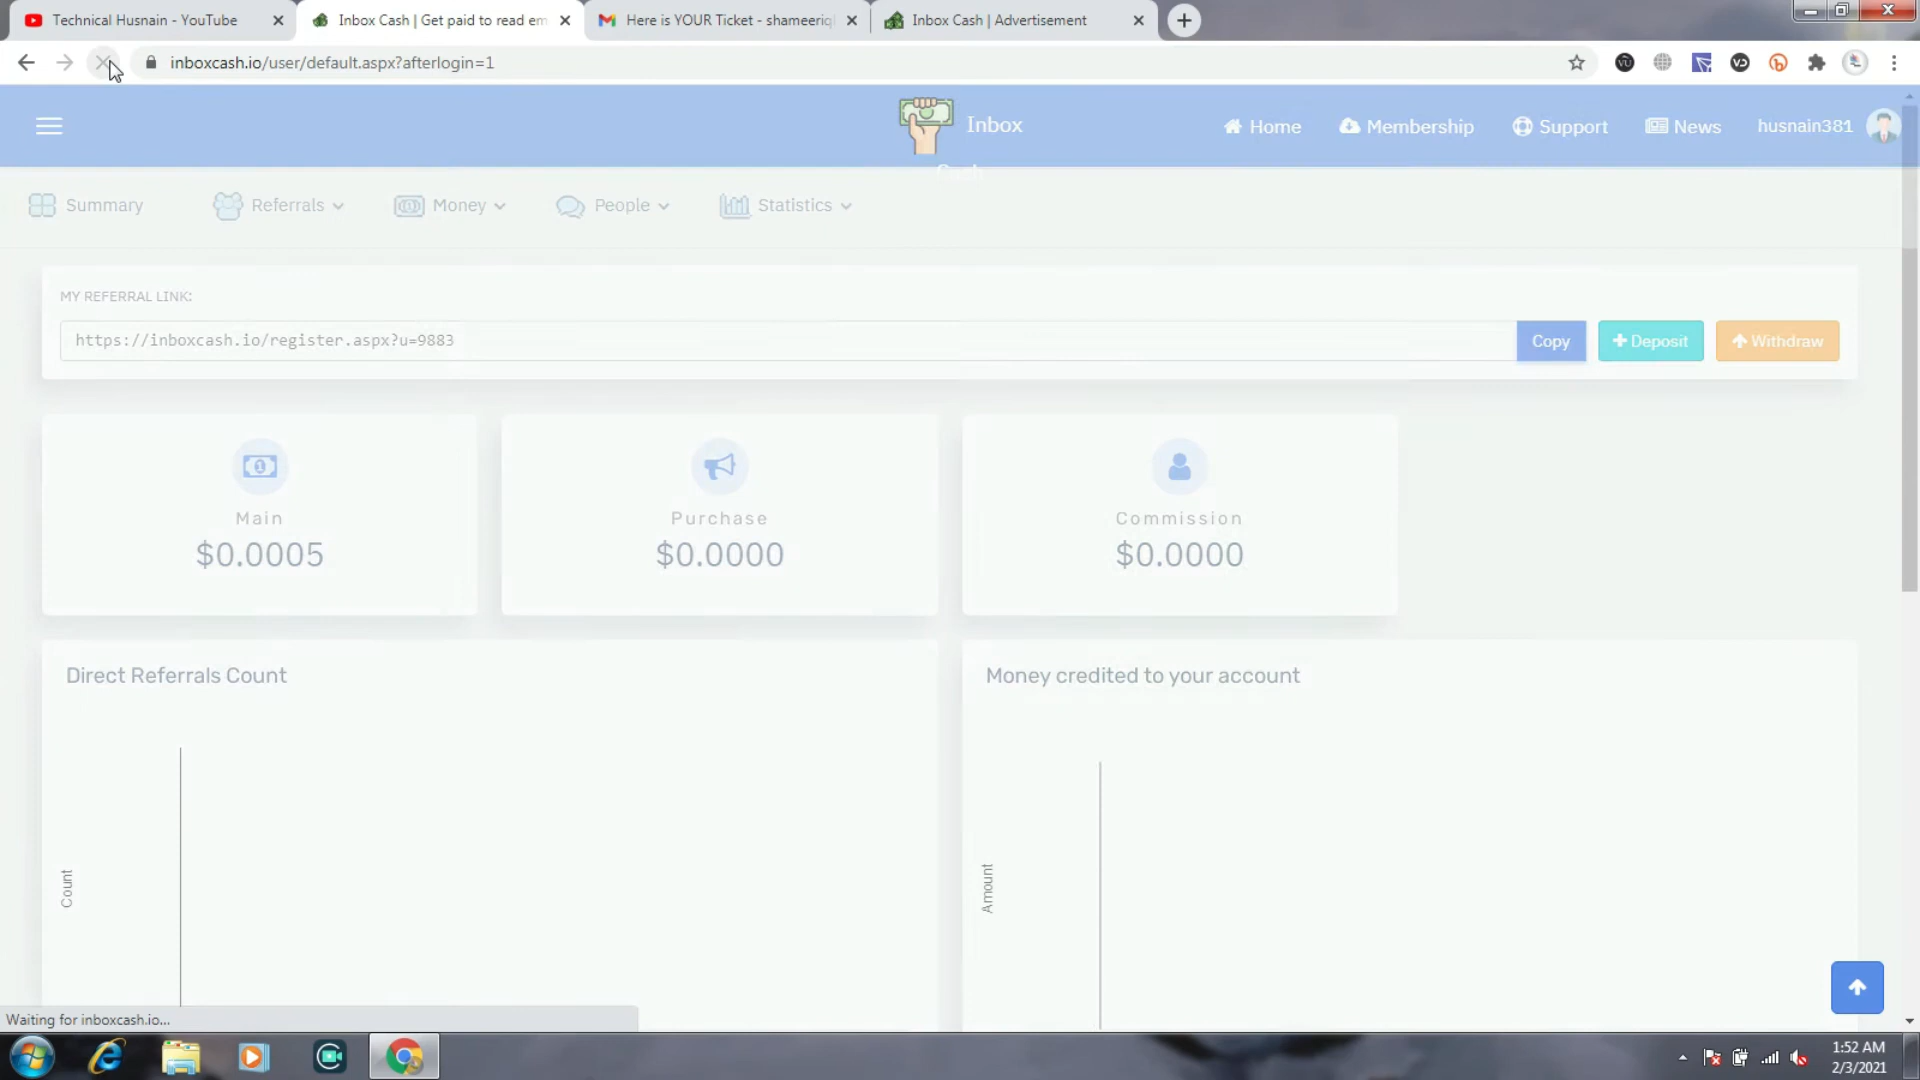 Technical Husnain - YouTube
Inbox Cash | Get paid to read em
Here is YOUR Ticket - shameeriq
Inbox Cash | Advertisement
inboxcash.io/user/default.aspx?afterlogin=1
Inbox
Cash
Home
Membership
Support
News
husnain381
Summary
Referrals
Money
People
Statistics
MY REFERRAL LINK:
https://inboxcash.io/register.aspx?u=9883
Copy
Deposit
Withdraw
Main
$0.0005
Purchase
$0.0000
Commission
$0.0000
Direct Referrals Count
Count
Money credited to your account
Amount
Waiting for inboxcash.io...
1:52 AM
2/3/2021